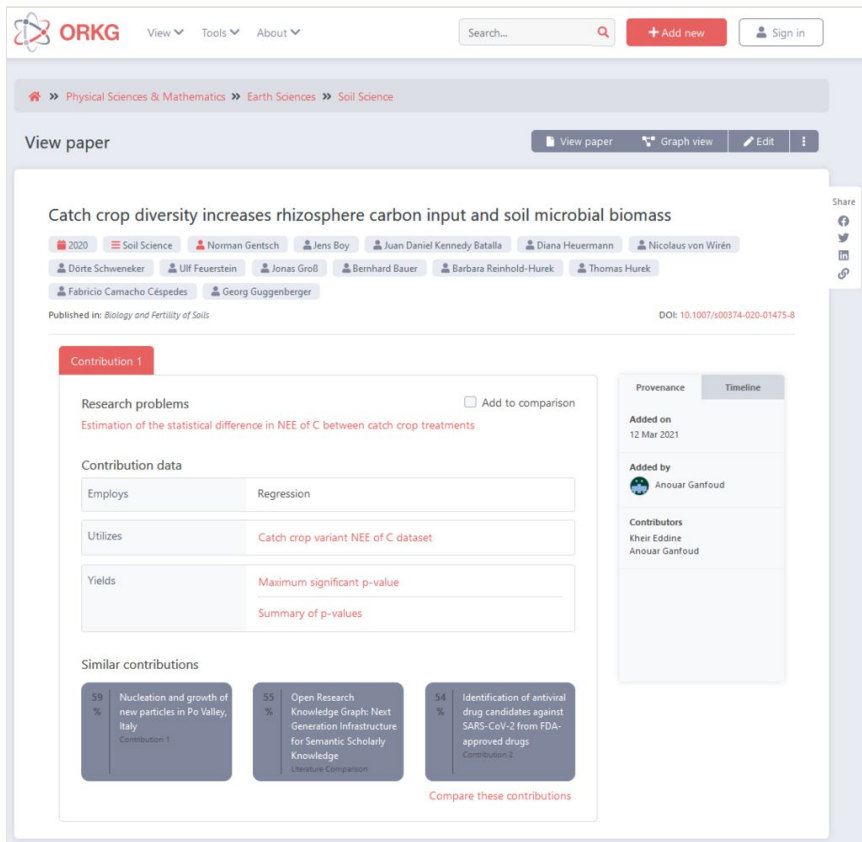 ORKG View Tools About Search... + Add new Sign in
» Physical Sciences & Mathematics » Earth Sciences » Soil Science
View paper View paper Graph view Edit
Share
Catch crop diversity increases rhizosphere carbon input and soil microbial biomass
2020 Soil Science Norman Gentsch Jens Boy Juan Daniel Kennedy Batalla Diana Heuermann Nicolaus von Wirén
Dörte Schweneker Ulf Feuerstein Jonas Groß Bernhard Bauer Barbara Reinhold-Hurek Thomas Hurek
Fabricio Camacho Céspedes Georg Guggenberger
Published in: Biology and Fertility of Soils DOI: 10.1007/s00374-020-01475-8
Contribution 1
Research problems Add to comparison
Estimation of the statistical difference in NEE of C between catch crop treatments
Contribution data
Employs Regression
Utilizes Catch crop variant NEE of C dataset
Yields Maximum significant p-value
Summary of p-values
Similar contributions
59 %
Nucleation and growth of
new particles in Po Valley,
Italy
Contribution 1
55 %
Open Research
Knowledge Graph: Next
Generation Infrastructure
for Semantic Scholarly
Knowledge
Literature Comparison
54 %
Identification of antiviral
drug candidates against
SARS-CoV-2 from FDA-
approved drugs
Contribution 2
Compare these contributions
Provenance Timeline
Added on
12 Mar 2021
Added by
Anouar Ganfoud
Contributors
Kheir Eddine
Anouar Ganfoud